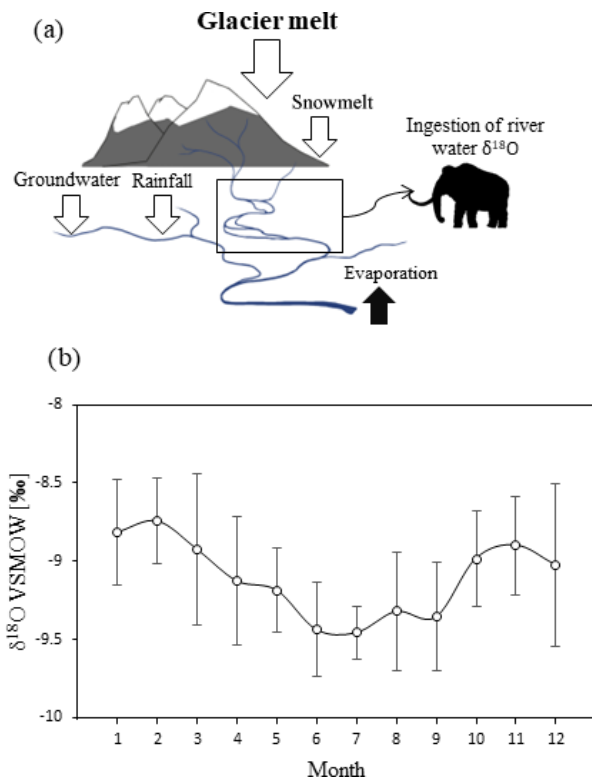 (a)
Glacier melt
Snowmelt
Ingestion of river
water δ¹⁸O
Groundwater Rainfall
Evaporation
(b)
δ¹⁸O VSMOW [‰]
-8
-8.5
-9
-9.5
-10
1 2 3 4 5 6 7 8 9 10 11 12
Month